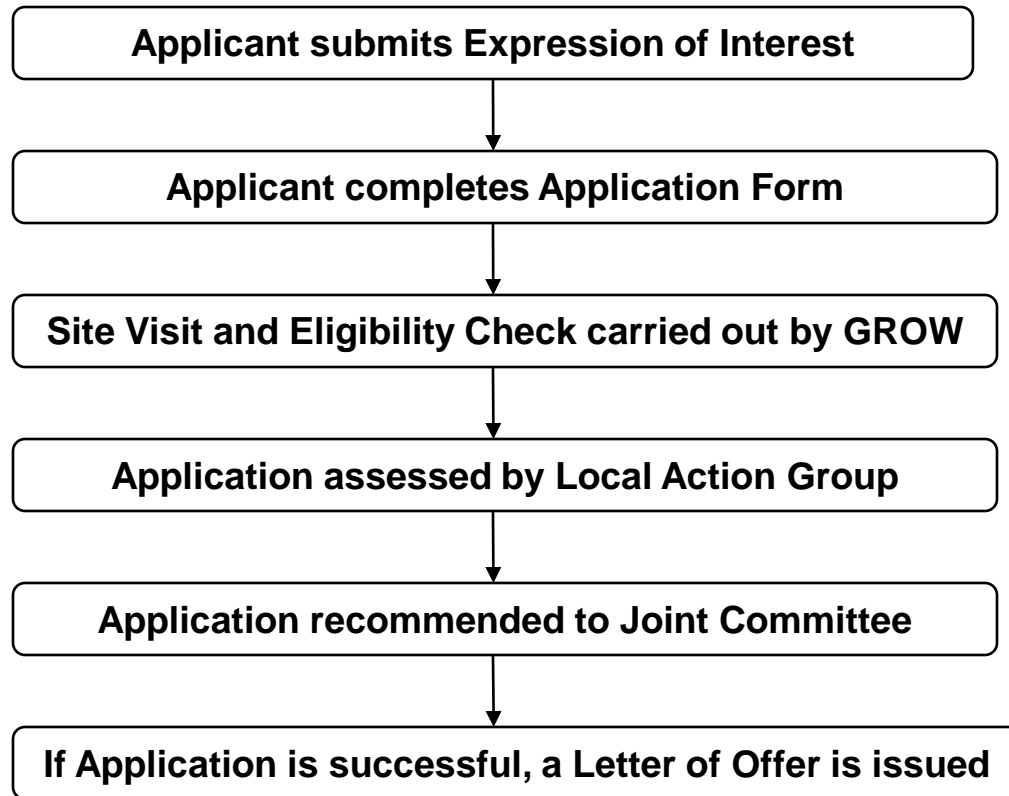 Applicant submits Expression of Interest
Applicant completes Application Form
Site Visit and Eligibility Check carried out by GROW
Application assessed by Local Action Group
Application recommended to Joint Committee
If Application is successful, a Letter of Offer is issued